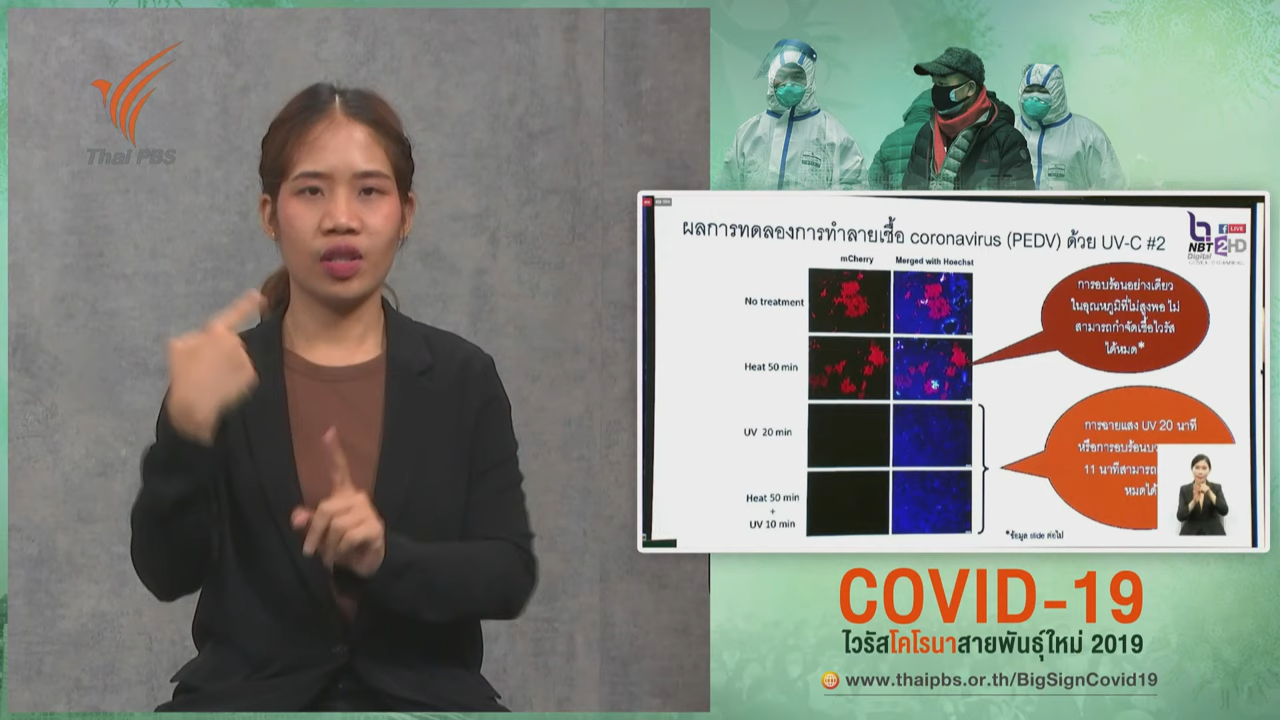 Thai PBS
ผลการทดลองการทำลายเชื้อ coronavirus (PEDV) ด้วย UV-C #2
NBT 2HD
Digital
LIVE
mCherry
Merged with Hoechst
No treatment
Heat 50 min
UV 20 min
Heat 50 min
+
UV 10 min
การอบร้อนอย่างเดียว
ในอุณหภูมิที่ไม่สูงพอ ไม่
สามารถกำจัดเชื้อไวรัส
ได้หมด*
การฉายแสง UV 20 นาที
หรือการอบร้อน
11 นาทีสามารถ
หมดได้
*ข้อมูล slide ต่อไป
COVID-19
ไวรัสโคโรนาสายพันธุ์ใหม่ 2019
www.thaipbs.or.th/BigSignCovid19